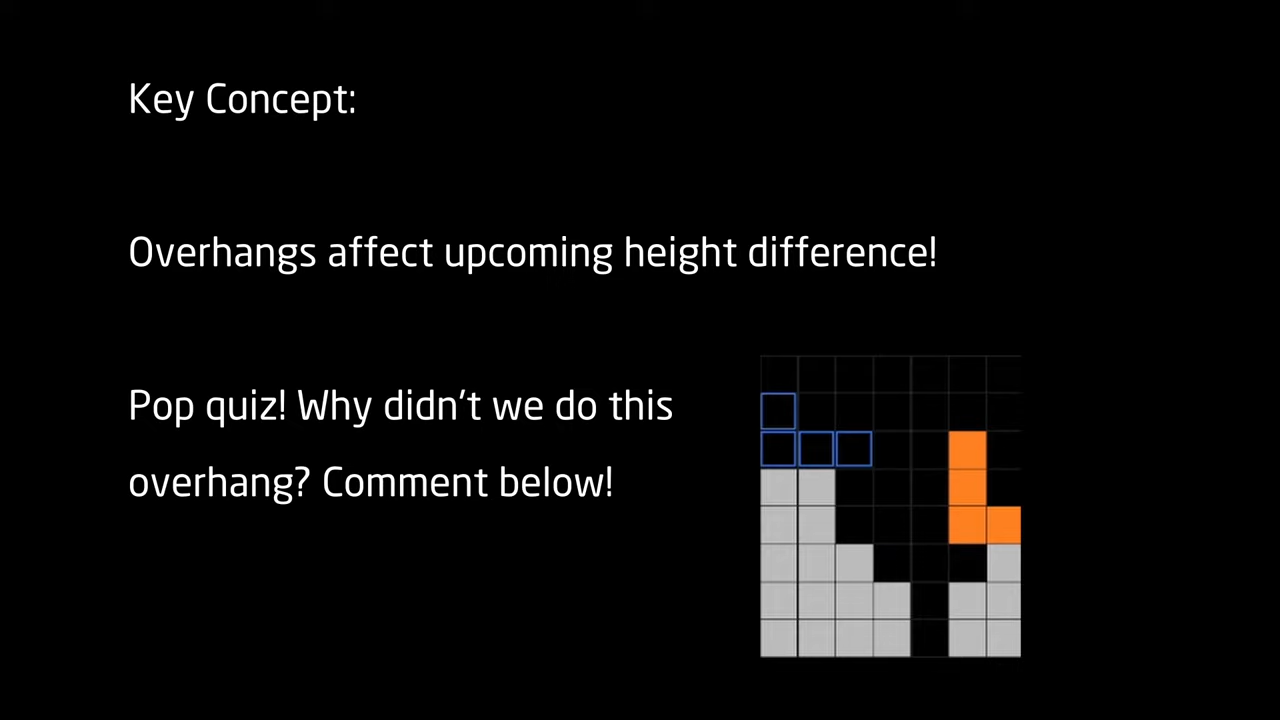 Key Concept:
Overhangs affect upcoming height difference!
Pop quiz! Why didn't we do this
overhang? Comment below!